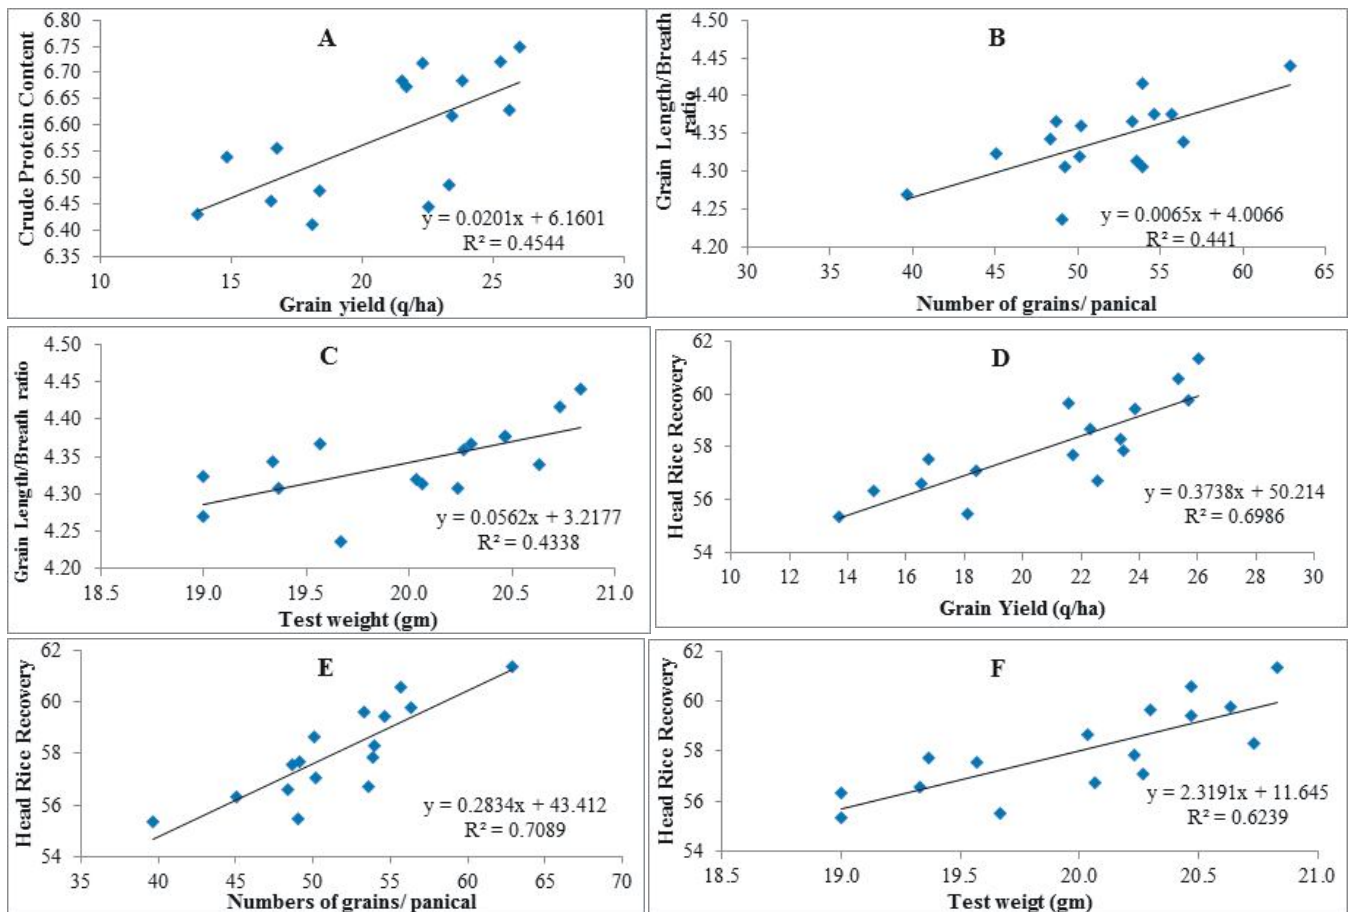 A
Crude Protein Content
6.80
6.75
6.70
6.65
6.60
6.55
6.50
6.45
6.40
6.35
y = 0.0201x + 6.1601
R² = 0.4544
10 15 20 25 30
Grain yield (q/ha)
B
Grain Length/Breath
ratio
4.50
4.45
4.40
4.35
4.30
4.25
4.20
y = 0.0065x + 4.0066
R² = 0.441
30 35 40 45 50 55 60 65
Number of grains/ panical
C
Grain Length/Breath ratio
4.50
4.45
4.40
4.35
4.30
4.25
4.20
y = 0.0562x + 3.2177
R² = 0.4338
18.5 19.0 19.5 20.0 20.5 21.0
Test weight (gm)
D
Head Rice Recovery
62
60
58
56
54
y = 0.3738x + 50.214
R² = 0.6986
10 12 14 16 18 20 22 24 26 28 30
Grain Yield (q/ha)
E
Head Rice Recovery
62
60
58
56
54
y = 0.2834x + 43.412
R² = 0.7089
35 40 45 50 55 60 65 70
Numbers of grains/ panical
F
Head Rice Recovery
62
60
58
56
54
y = 2.3191x + 11.645
R² = 0.6239
18.5 19.0 19.5 20.0 20.5 21.0
Test weigt (gm)